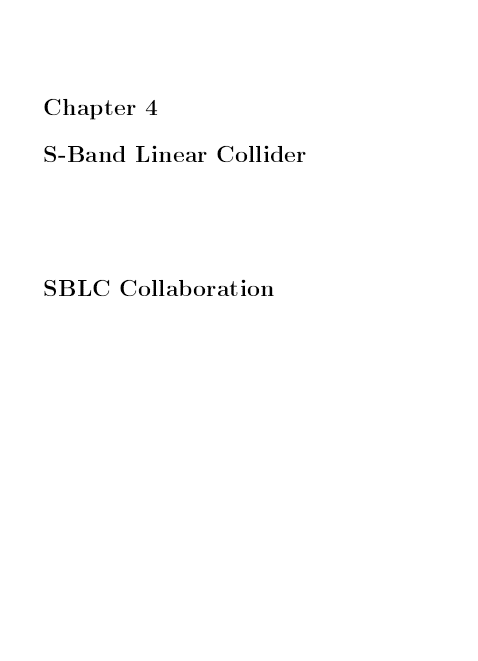 Chapter 4
S-Band Linear Collider
SBLC Collaboration